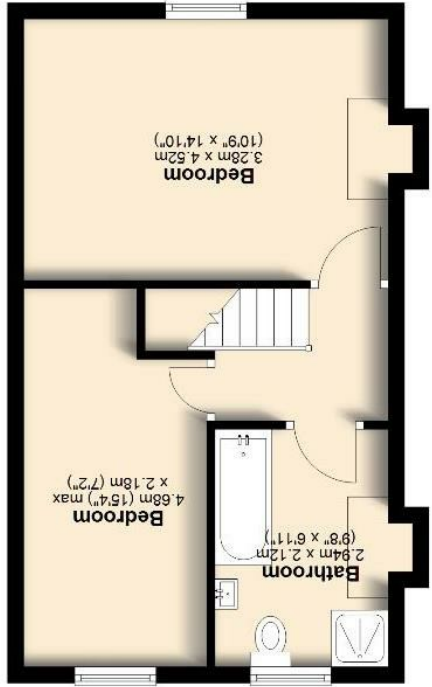 Bathroom
2.94m x 2.12m
(9'8" x 6'11")
Bedroom
4.68m (15'4") max
x 2.18m (7'2")
Bedroom
3.28m x 4.52m
(10'9" x 14'10")